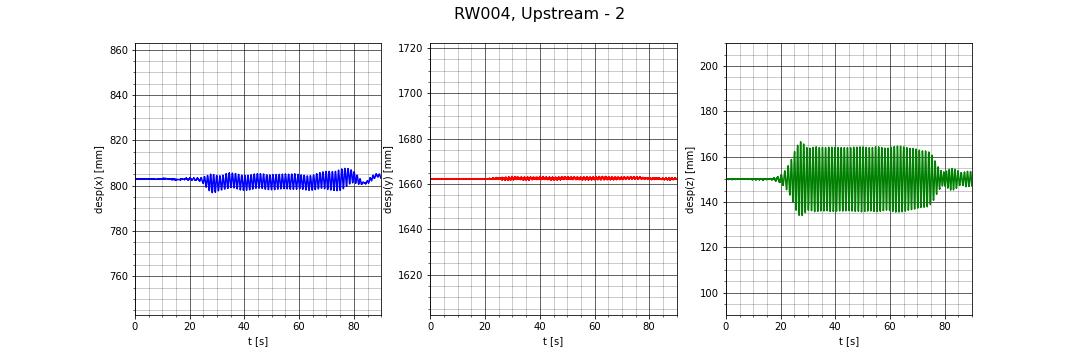 RW004, Upstream - 2
desp(x) [mm]
860
840
820
800
780
760
0 20 40 60 80
t [s]
desp(y) [mm]
1720
1700
1680
1660
1640
1620
0 20 40 60 80
t [s]
desp(z) [mm]
200
180
160
140
120
100
0 20 40 60 80
t [s]